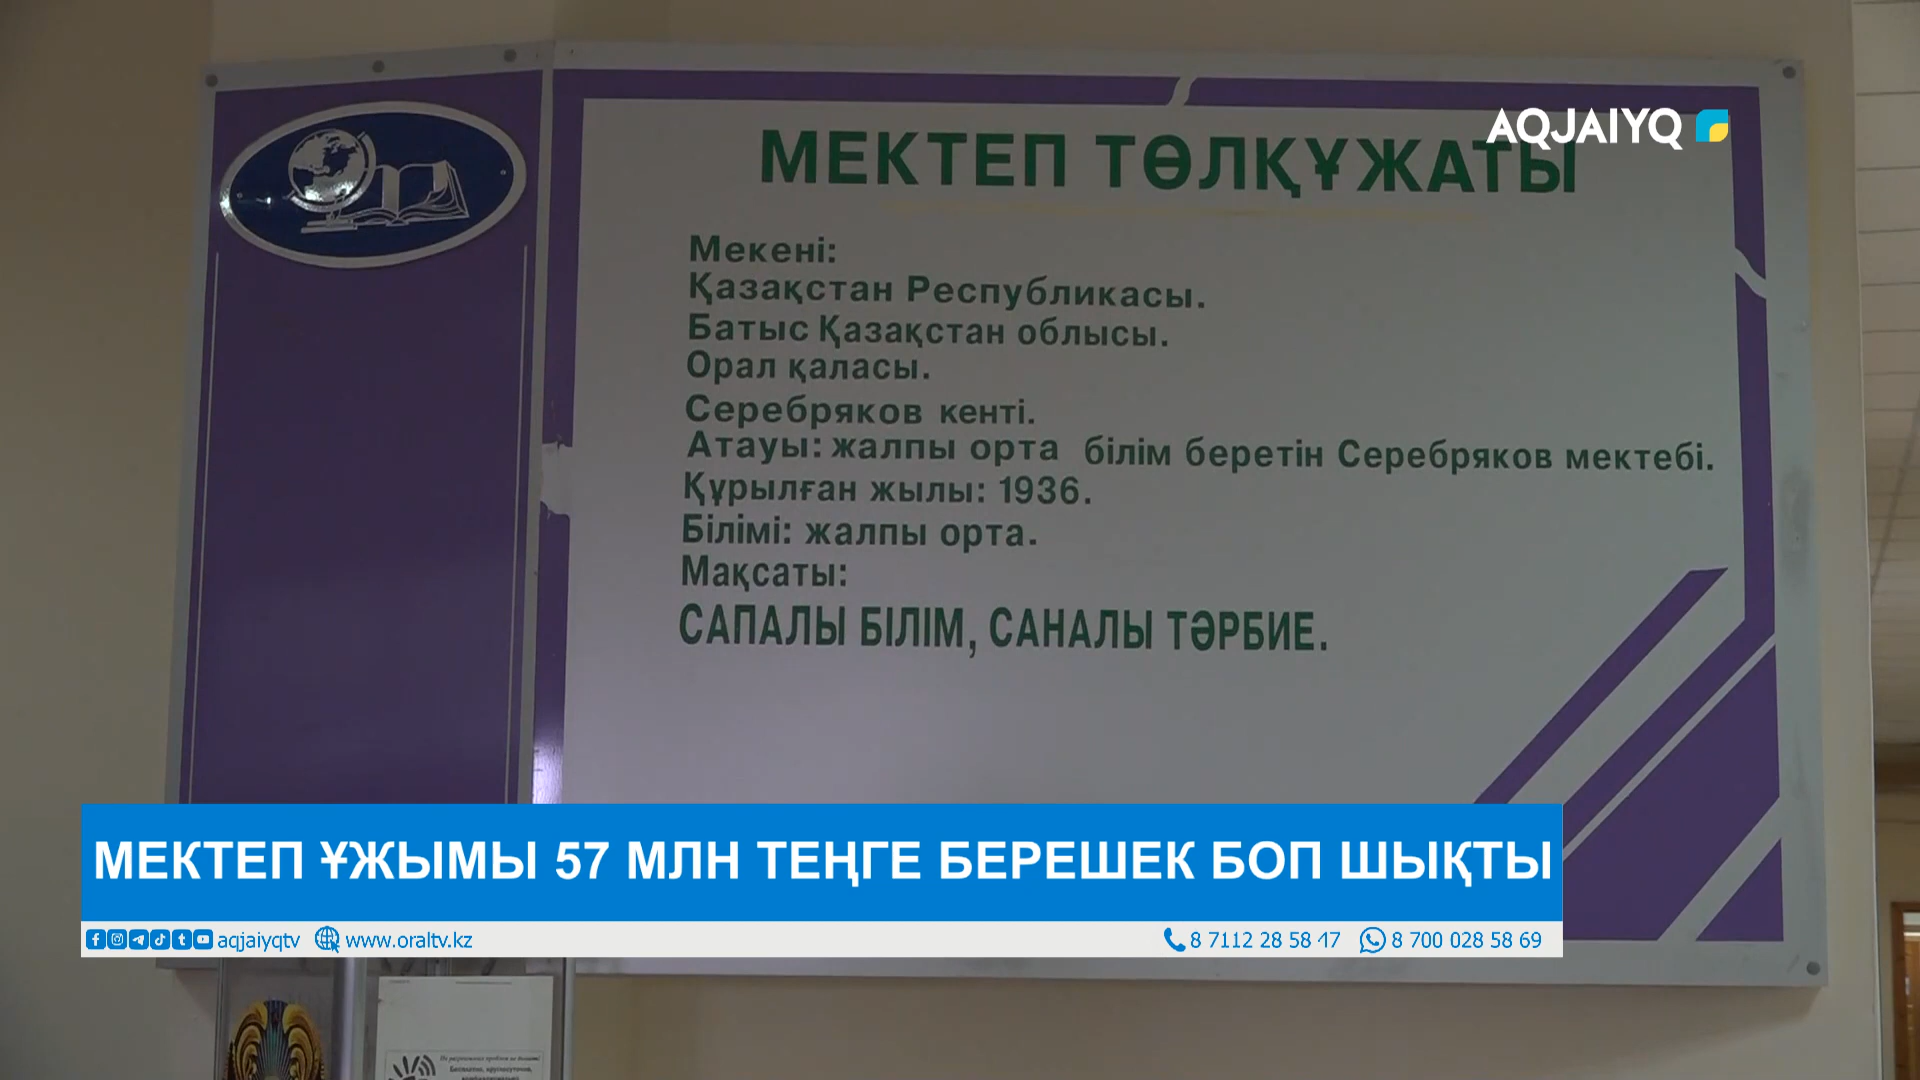 AQJAIYQ
МЕКТЕП ТӨЛҚҰЖАТЫ
Мекені:
Қазақстан Республикасы.
Батыс Қазақстан облысы.
Орал қаласы.
Серебряков кенті.
Атауы: жалпы орта білім беретін Серебряков мектебі.
Құрылған жылы: 1936.
Білімі: жалпы орта.
Мақсаты:
САПАЛЫ БІЛІМ, САНАЛЫ ТӘРБИЕ.
МЕКТЕП ҰЖЫМЫ 57 МЛН ТЕҢГЕ БЕРЕШЕК БОП ШЫҚТЫ
aqjaiyqtv www.oraltv.kz 8 7112 28 58 47 8 700 028 58 69